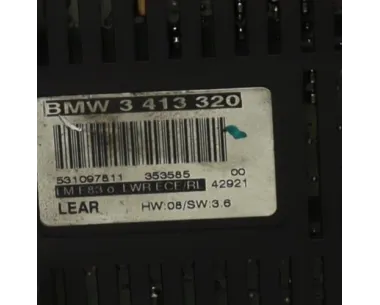 BMW 3 413 320
531097811 353585 00
LM E83 o. LWR ECE/RL 42921
LEAR HW:08/SW:3.6